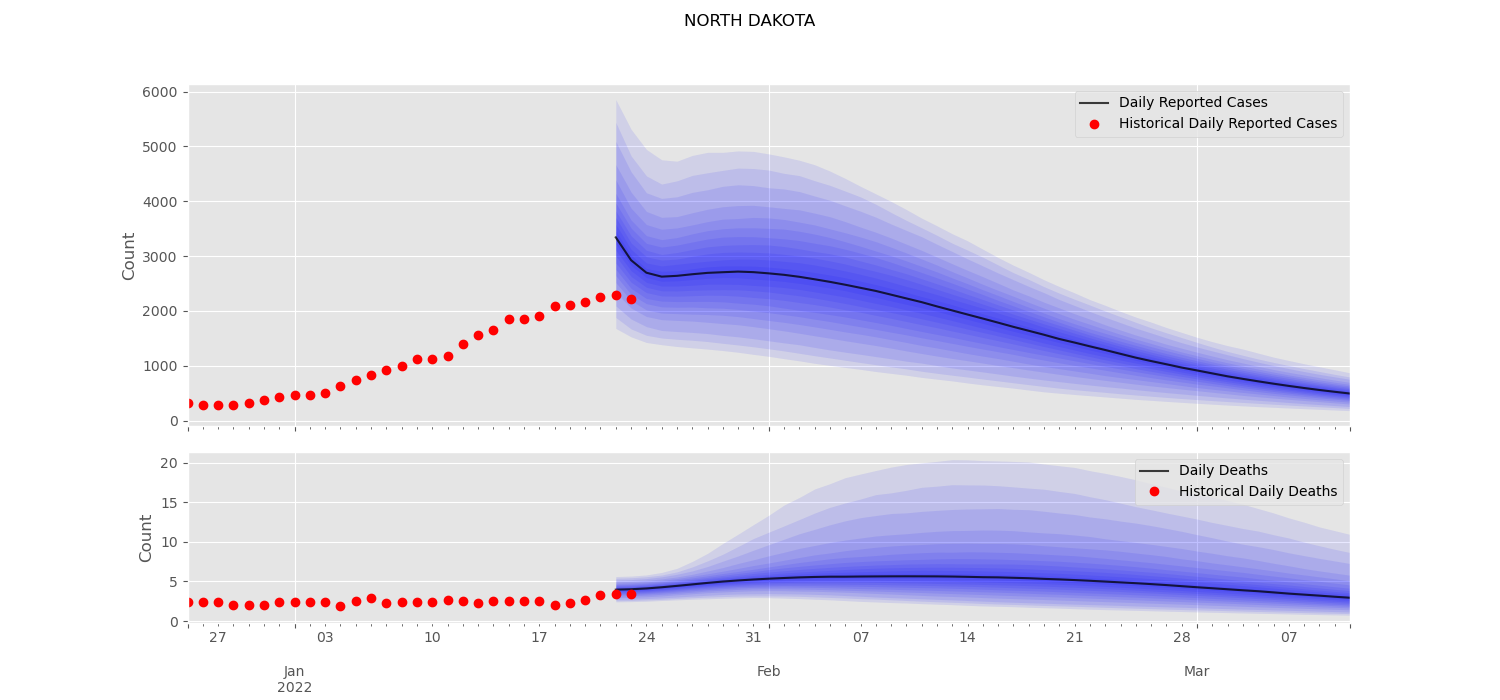 NORTH DAKOTA
6000
5000
4000
3000
2000
1000
0
Count
Daily Reported Cases
Historical Daily Reported Cases
20
15
10
5
0
Count
Daily Deaths
Historical Daily Deaths
27 03 10 17 24 31 07 14 21 28 07
Jan Feb Mar
2022